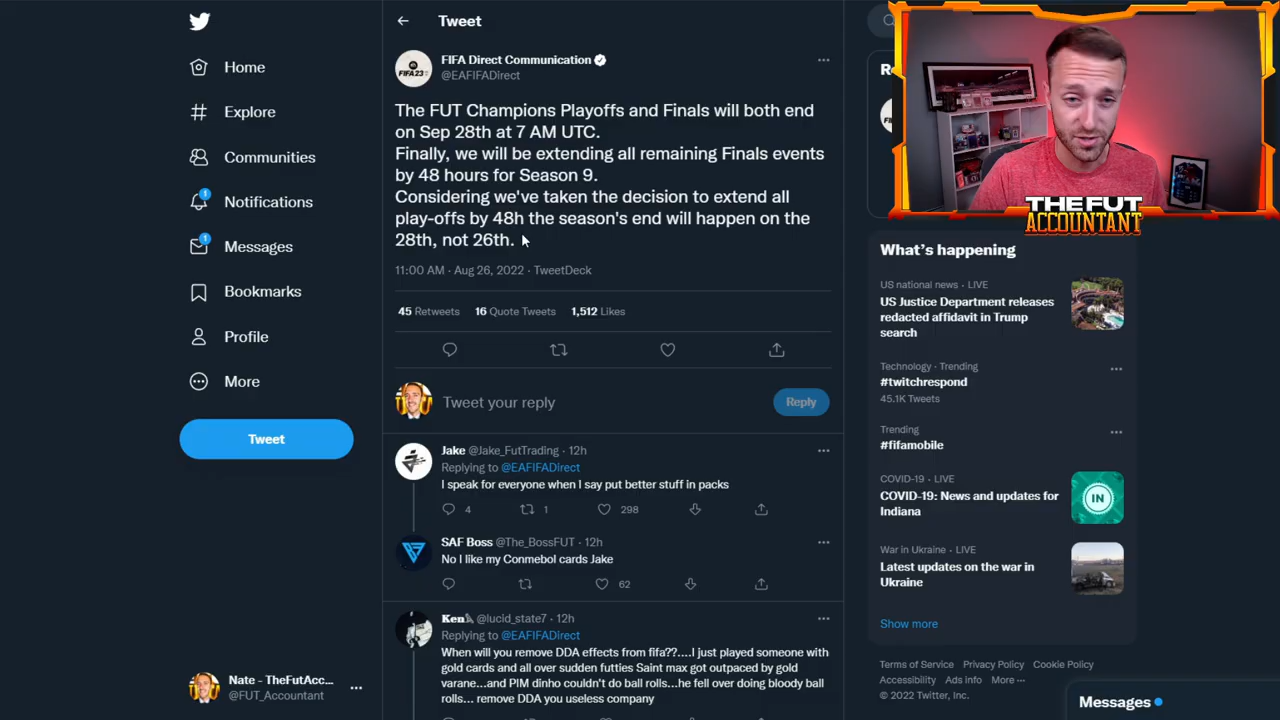 Tweet
Home
Explore
Communities
1
Notifications
1
Messages
Bookmarks
Profile
More
Tweet
FIFA23
FIFA Direct Communication
@EAFIFADirect
The FUT Champions Playoffs and Finals will both end
on Sep 28th at 7 AM UTC.
Finally, we will be extending all remaining Finals events
by 48 hours for Season 9.
Considering we've taken the decision to extend all
play-offs by 48h the season's end will happen on the
28th, not 26th.
11:00 AM · Aug 26, 2022 · TweetDeck
45 Retweets 16 Quote Tweets 1,512 Likes
Tweet your reply
Reply
Jake @Jake_FutTrading · 12h
Replying to @EAFIFADirect
I speak for everyone when I say put better stuff in packs
4 1 298
SAF Boss @The_BossFUT · 12h
No I like my Conmebol cards Jake
62
Ken @lucid_state7 · 12h
Replying to @EAFIFADirect
When will you remove DDA effects from fifa??....I just played someone with
gold cards and all over sudden futties Saint max got outpaced by gold
varane...and PIM dinho couldn't do ball rolls...he fell over doing bloody ball
rolls... remove DDA you useless company
Nate - TheFutAcc...
@FUT_Accountant
THE FUT
ACCOUNTANT
What's happening
US national news · LIVE
US Justice Department releases
redacted affidavit in Trump
search
Technology · Trending
#twitchrespond
45.1K Tweets
Trending
#fifamobile
COVID-19 · LIVE
COVID-19: News and updates for
Indiana
IN
War in Ukraine · LIVE
Latest updates on the war in
Ukraine
Show more
Terms of Service Privacy Policy Cookie Policy
Accessibility Ads info More ···
© 2022 Twitter, Inc.
Messages